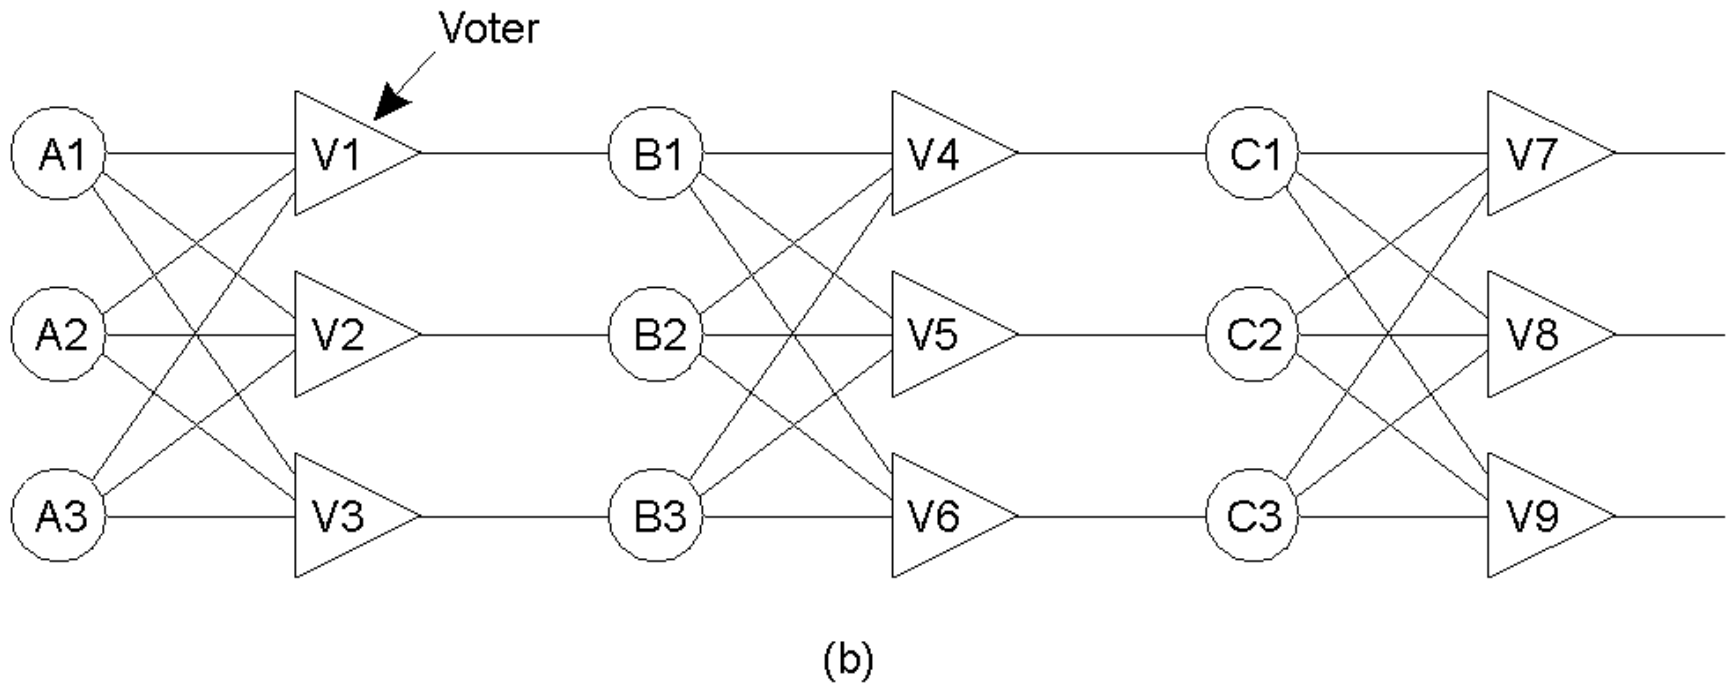 Voter
A1 V1 B1 V4 C1 V7
A2 V2 B2 V5 C2 V8
A3 V3 B3 V6 C3 V9
(b)